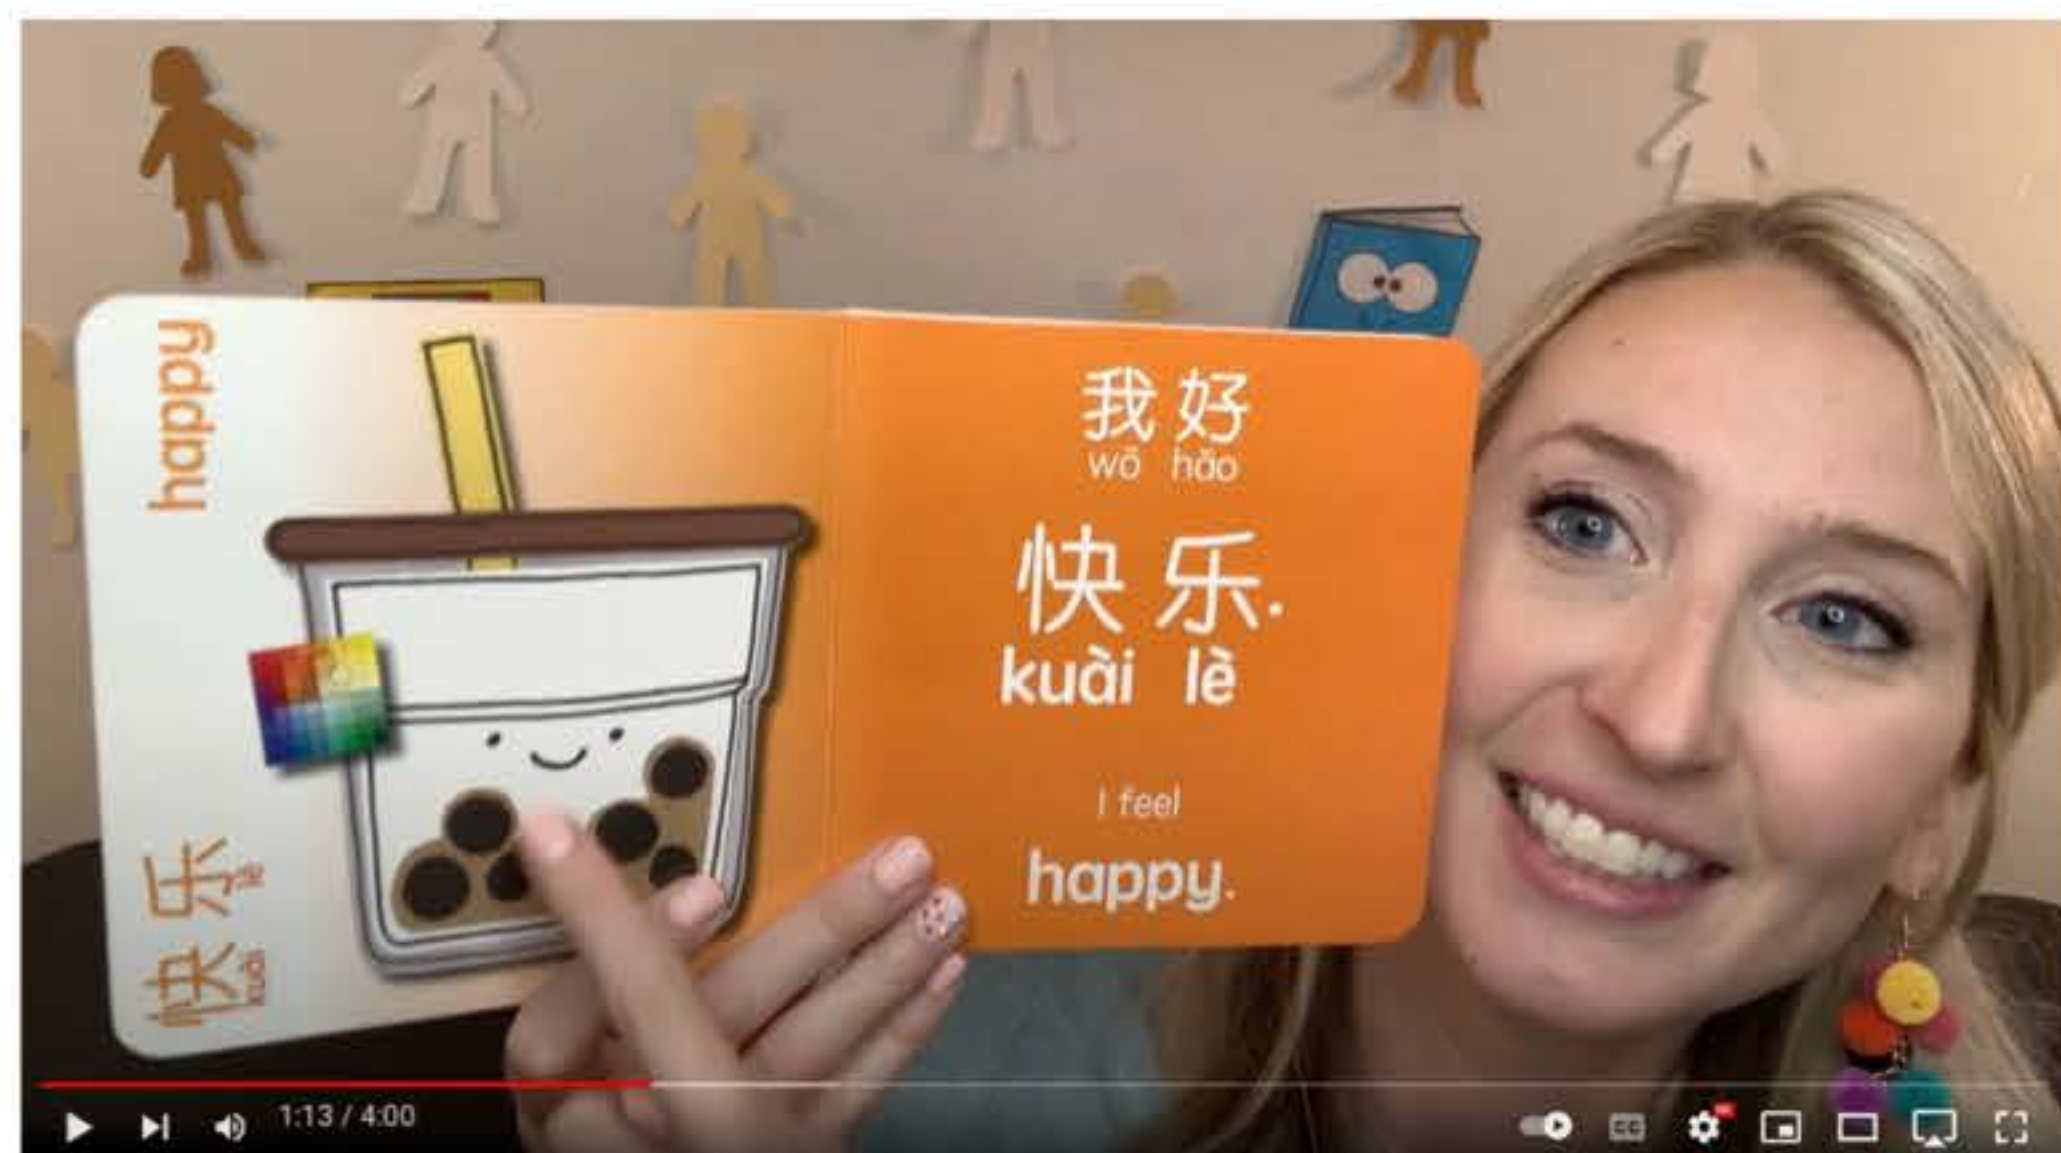 happy
快乐
kuài lè
我好
wǒ hǎo
快乐.
kuài lè
I feel
happy.
1:13 / 4:00
CC